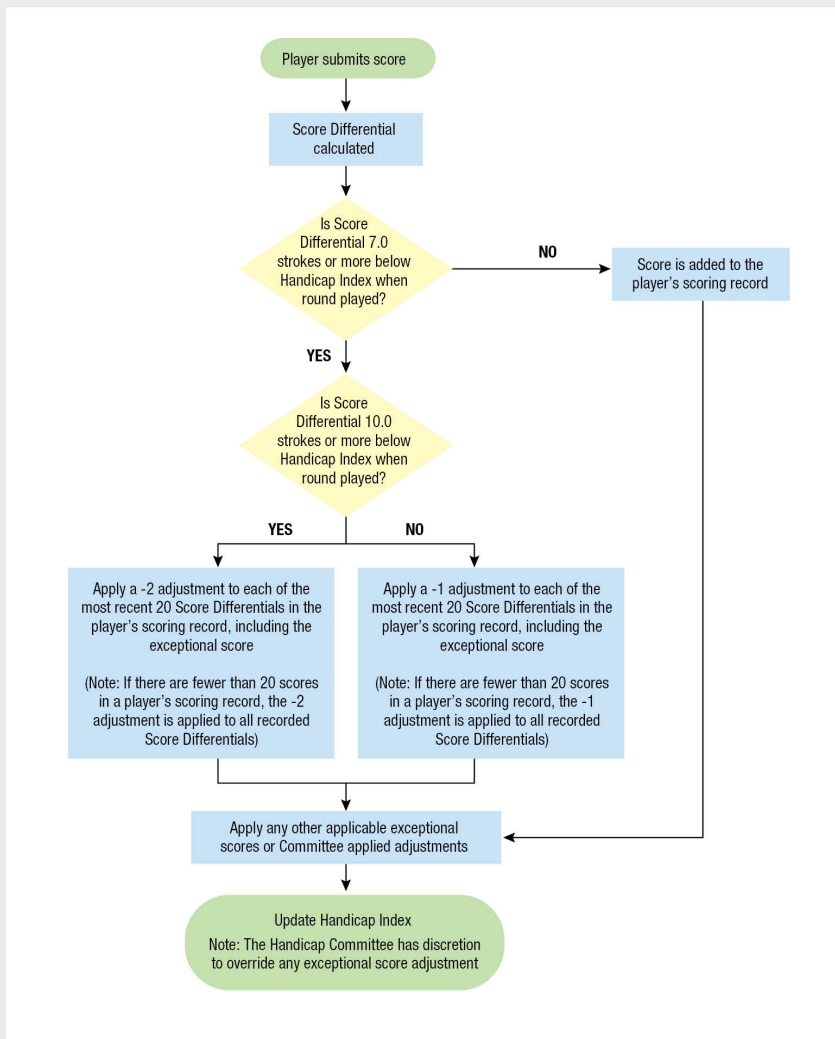 Player submits score
Score Differential
calculated
Is Score
Differential 7.0
strokes or more below
Handicap Index when
round played?
NO
Score is added to the
player's scoring record
YES
Is Score
Differential 10.0
strokes or more below
Handicap Index when
round played?
YES
NO
Apply a -2 adjustment to each of the
most recent 20 Score Differentials in the
player's scoring record, including the
exceptional score
(Note: If there are fewer than 20 scores
in a player's scoring record, the -2
adjustment is applied to all recorded
Score Differentials)
Apply a -1 adjustment to each of the
most recent 20 Score Differentials in the
player's scoring record, including the
exceptional score
(Note: If there are fewer than 20 scores
in a player's scoring record, the -1
adjustment is applied to all recorded
Score Differentials)
Apply any other applicable exceptional
scores or Committee applied adjustments
Update Handicap Index
Note: The Handicap Committee has discretion
to override any exceptional score adjustment